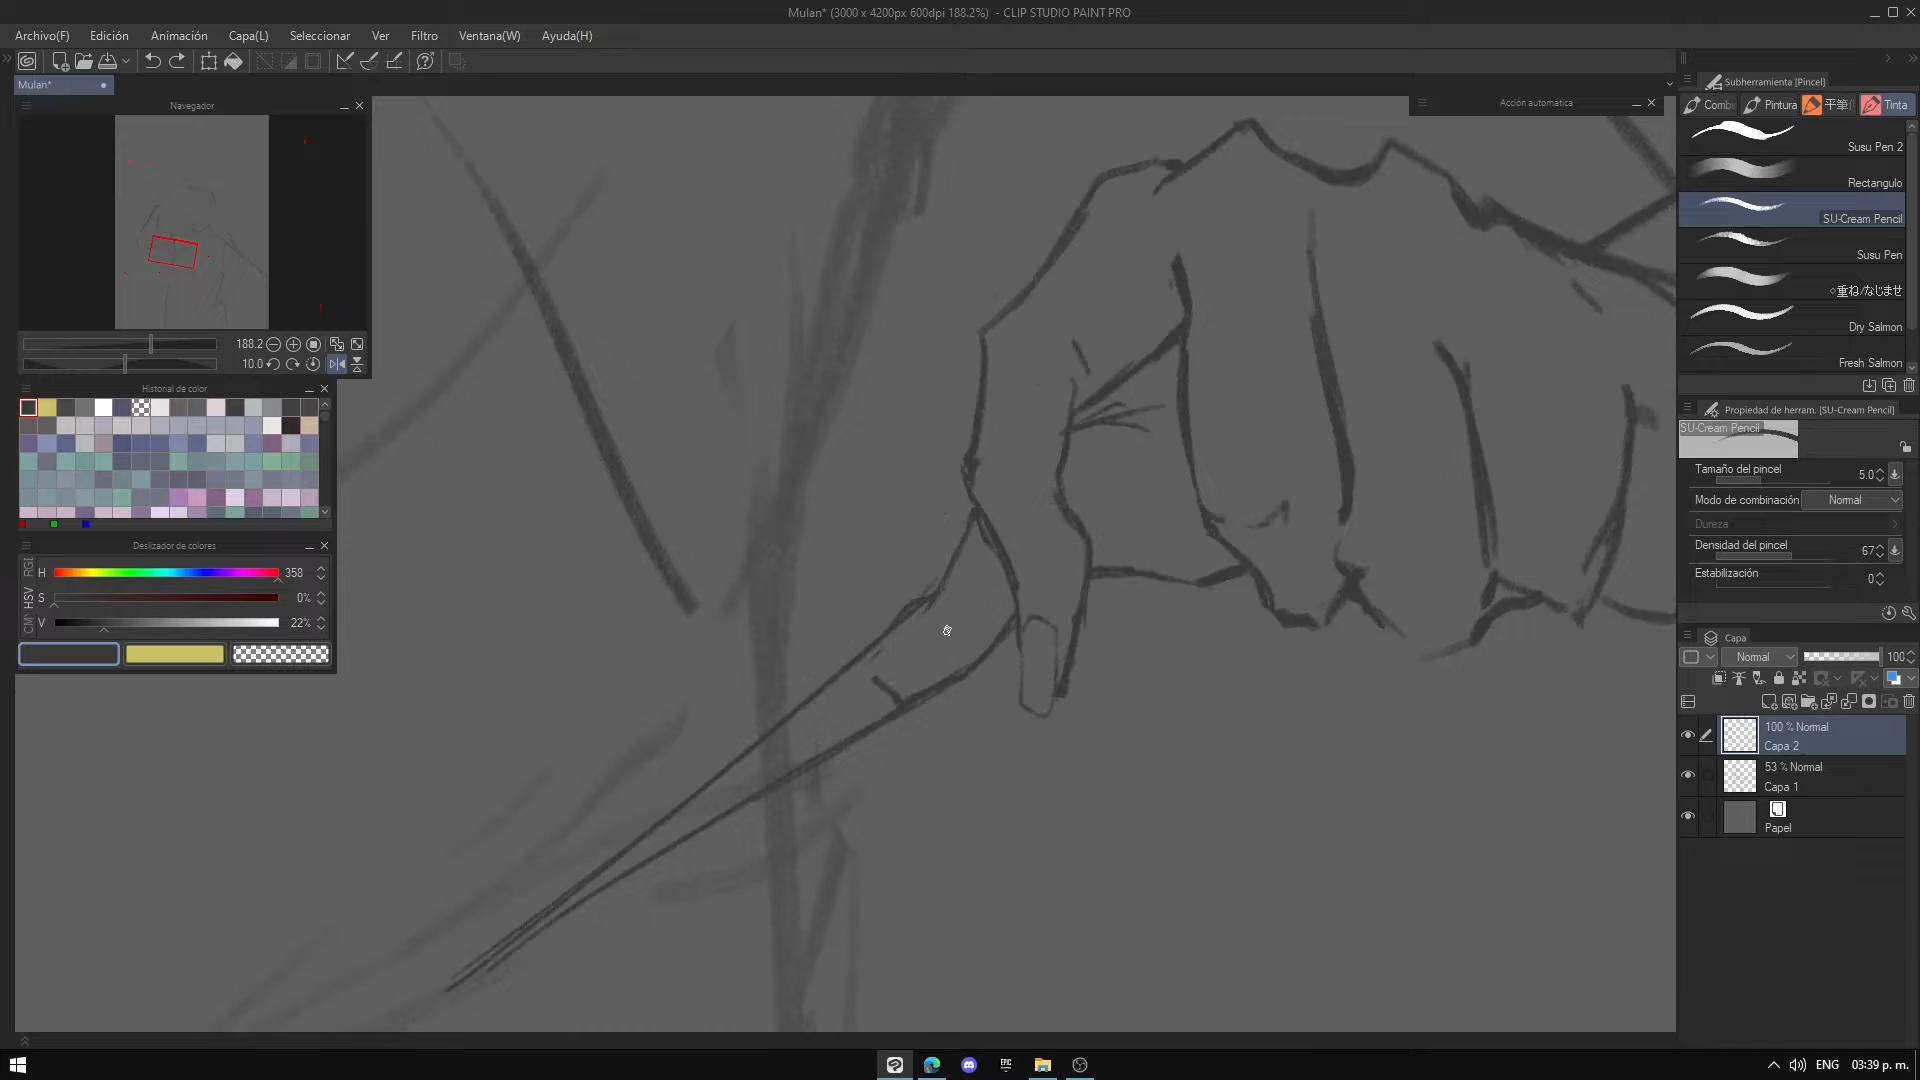 Mulan* (3000 x 4200px 600dpi 188.2%) - CLIP STUDIO PAINT PRO
Archivo(F) Edición Animación Capa(L) Seleccionar Ver Filtro Ventana(W) Ayuda(H)
Mulan*
Navegador
188.2
10.0
Historial de color
Deslizador de colores
RGB
HSV
CM
H 358
S 0%
V 22%
Acción automática
Subherramienta [Pincel]
Combi Pintura 平筆 Tinta
Susu Pen 2
Rectangulo
SU-Cream Pencil
Susu Pen
◇重ね/なじませ
Dry Salmon
Fresh Salmon
Propiedad de herram. [SU-Cream Pencil]
SU-Cream Pencil
Tamaño del pincel 5.0
Modo de combinación Normal
Dureza
Densidad del pincel 67
Estabilización 0
Capa
Normal 100
100 % Normal
Capa 2
53 % Normal
Capa 1
Papel
EPIC
ENG 03:39 p. m.